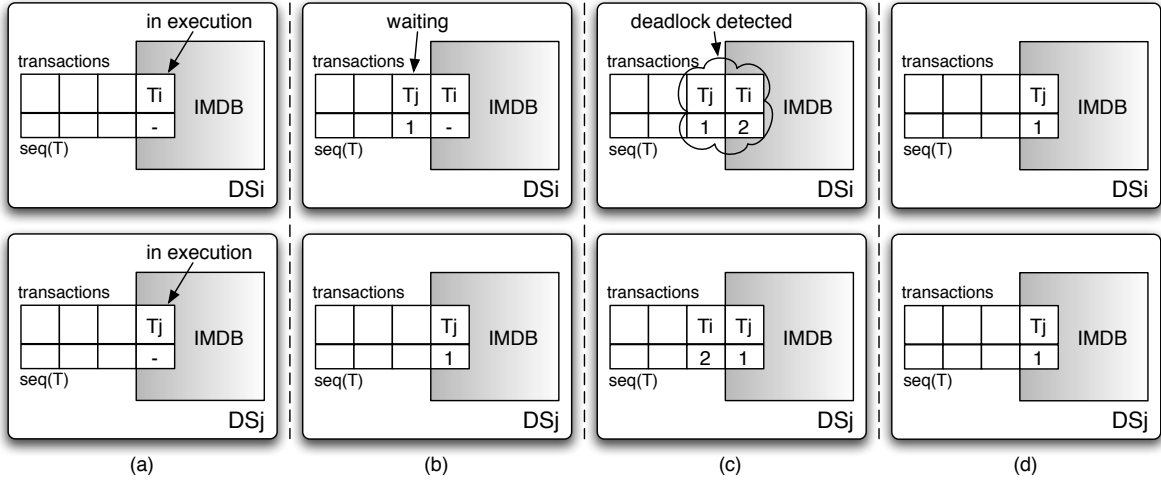 in execution
transactions
Ti
-
IMDB
seq(T)
DSi
waiting
transactions
Tj Ti
1 -
IMDB
seq(T)
DSi
deadlock detected
transactions
Tj Ti
1 2
IMDB
seq(T)
DSi
transactions
Tj
1
IMDB
seq(T)
DSi
in execution
transactions
Tj
-
IMDB
seq(T)
DSj
transactions
Tj
1
IMDB
seq(T)
DSj
transactions
Ti Tj
2 1
IMDB
seq(T)
DSj
transactions
Tj
1
IMDB
seq(T)
DSj
(a)
(b)
(c)
(d)